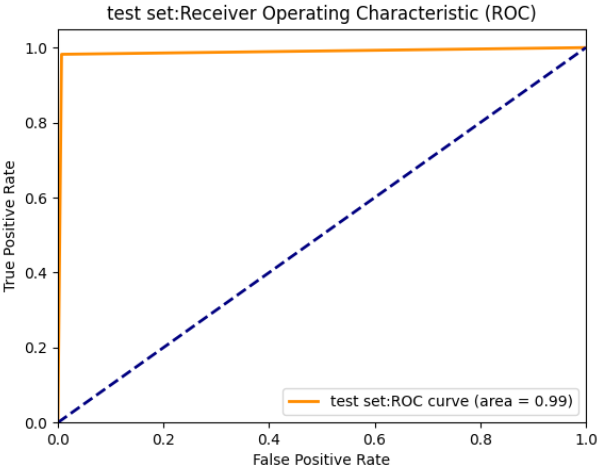 test set:Receiver Operating Characteristic (ROC)
True Positive Rate
1.0
0.8
0.6
0.4
0.2
0.0
test set:ROC curve (area = 0.99)
0.0 0.2 0.4 0.6 0.8 1.0
False Positive Rate